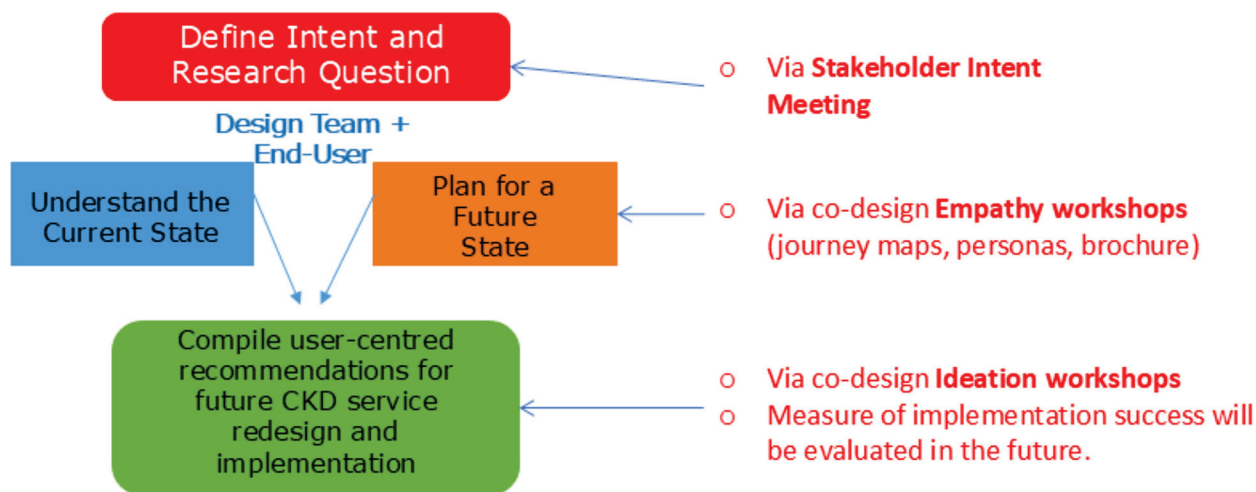 Define Intent and
Research Question
o Via Stakeholder Intent
Meeting
Design Team +
End-User
Understand the
Current State
Plan for a
Future
State
o Via co-design Empathy workshops
(journey maps, personas, brochure)
Compile user-centred
recommendations for
future CKD service
redesign and
implementation
o Via co-design Ideation workshops
o Measure of implementation success will
be evaluated in the future.